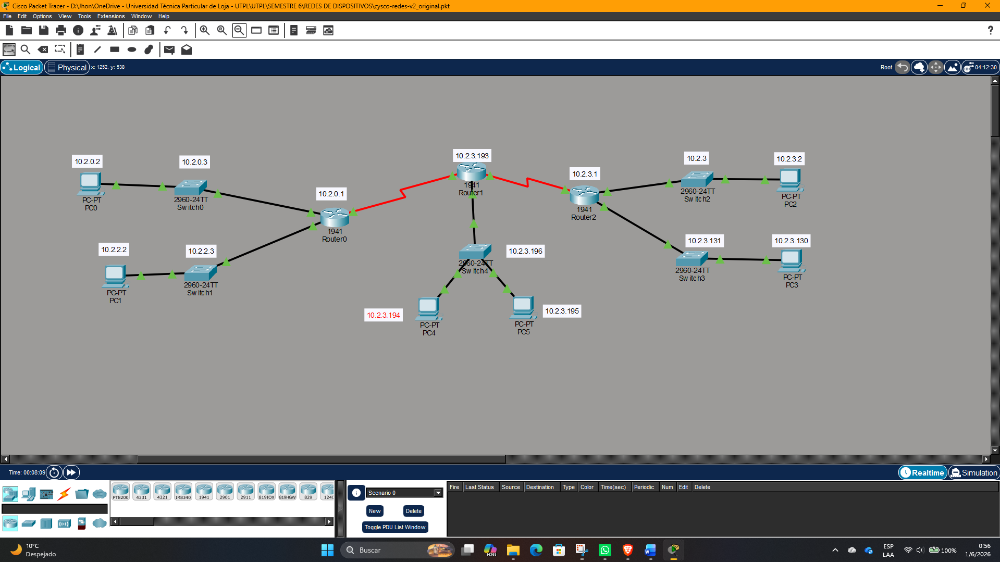 Cisco Packet Tracer - D:\Jhon\OneDrive - Universidad Técnica Particular de Loja - UTPL\UTPL\SEMESTRE 6\REDES DE DISPOSITIVOS\cysco-redes-v2_original.pkt
File Edit Options View Tools Extensions Window Help
?
Logical Physical x: 1252, y: 538
Root 04:12:30
10.2.0.2
10.2.0.3
PC-PT
PC0
2960-24TT
Switch0
10.2.0.1
1941
Router0
10.2.2.2
10.2.2.3
PC-PT
PC1
2960-24TT
Switch1
10.2.3.193
1941
Router1
10.2.3.1
1941
Router2
10.2.3
10.2.3.2
2960-24TT
Switch2
PC-PT
PC2
10.2.3.131
10.2.3.130
2960-24TT
Switch3
PC-PT
PC3
10.2.3.196
2960-24TT
Switch4
10.2.3.194
PC-PT
PC4
10.2.3.195
PC-PT
PC5
Time: 00:08:09
Realtime Simulation
PT8200 4331 4321 IR8340 1941 2901 2911 819IOX 819HGW 829 1240
Scenario 0
New Delete
Toggle PDU List Window
Fire Last Status Source Destination Type Color Time(sec) Periodic Num Edit Delete
10°C
Despejado
Buscar
M365
ESP
LAA
100%
0:56
1/6/2026